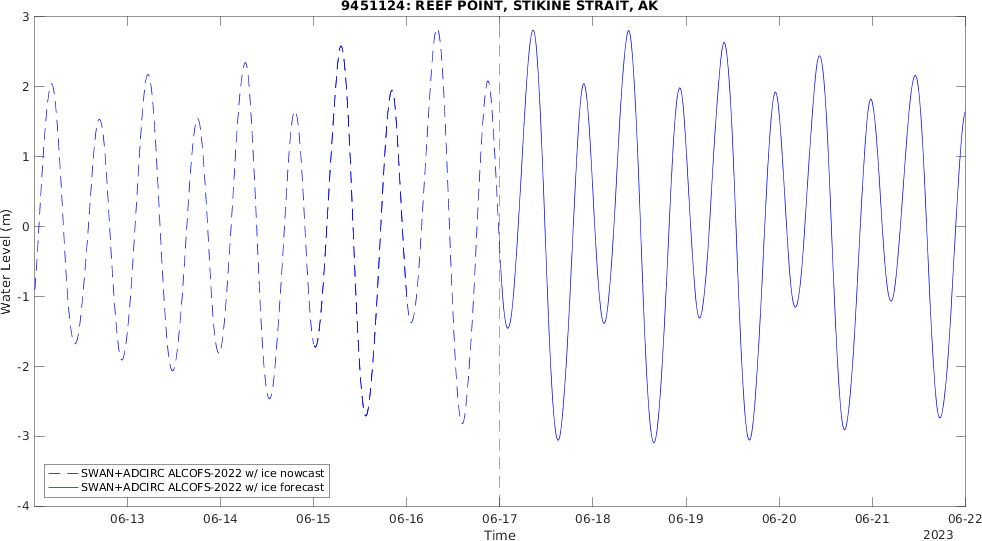 9451124: REEF POINT, STIKINE STRAIT, AK
3
2
1
0
-1
-2
-3
-4
Water Level (m)
SWAN+ADCIRC ALCOFS-2022 w/ ice nowcast
SWAN+ADCIRC ALCOFS-2022 w/ ice forecast
06-13 06-14 06-15 06-16 06-17 06-18 06-19 06-20 06-21 06-22
Time
2023